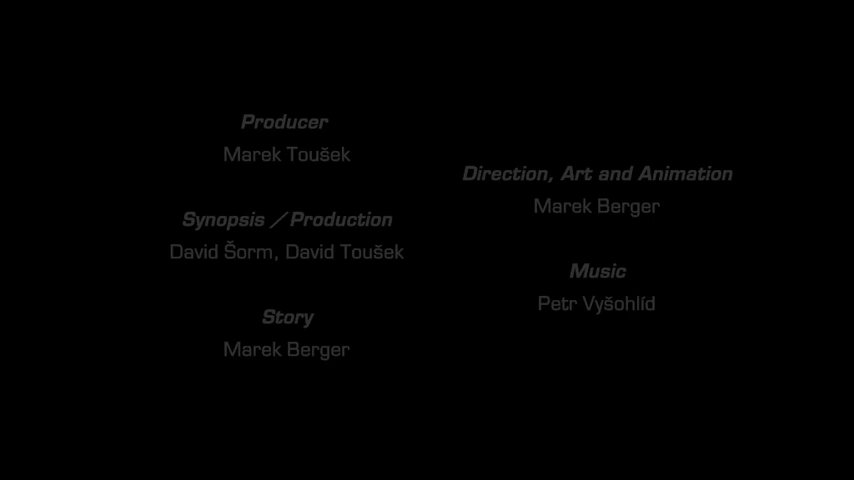 Producer
Marek Toušek
Synopsis / Production
David Šorm, David Toušek
Story
Marek Berger
Direction, Art and Animation
Marek Berger
Music
Petr Vyšohlíd